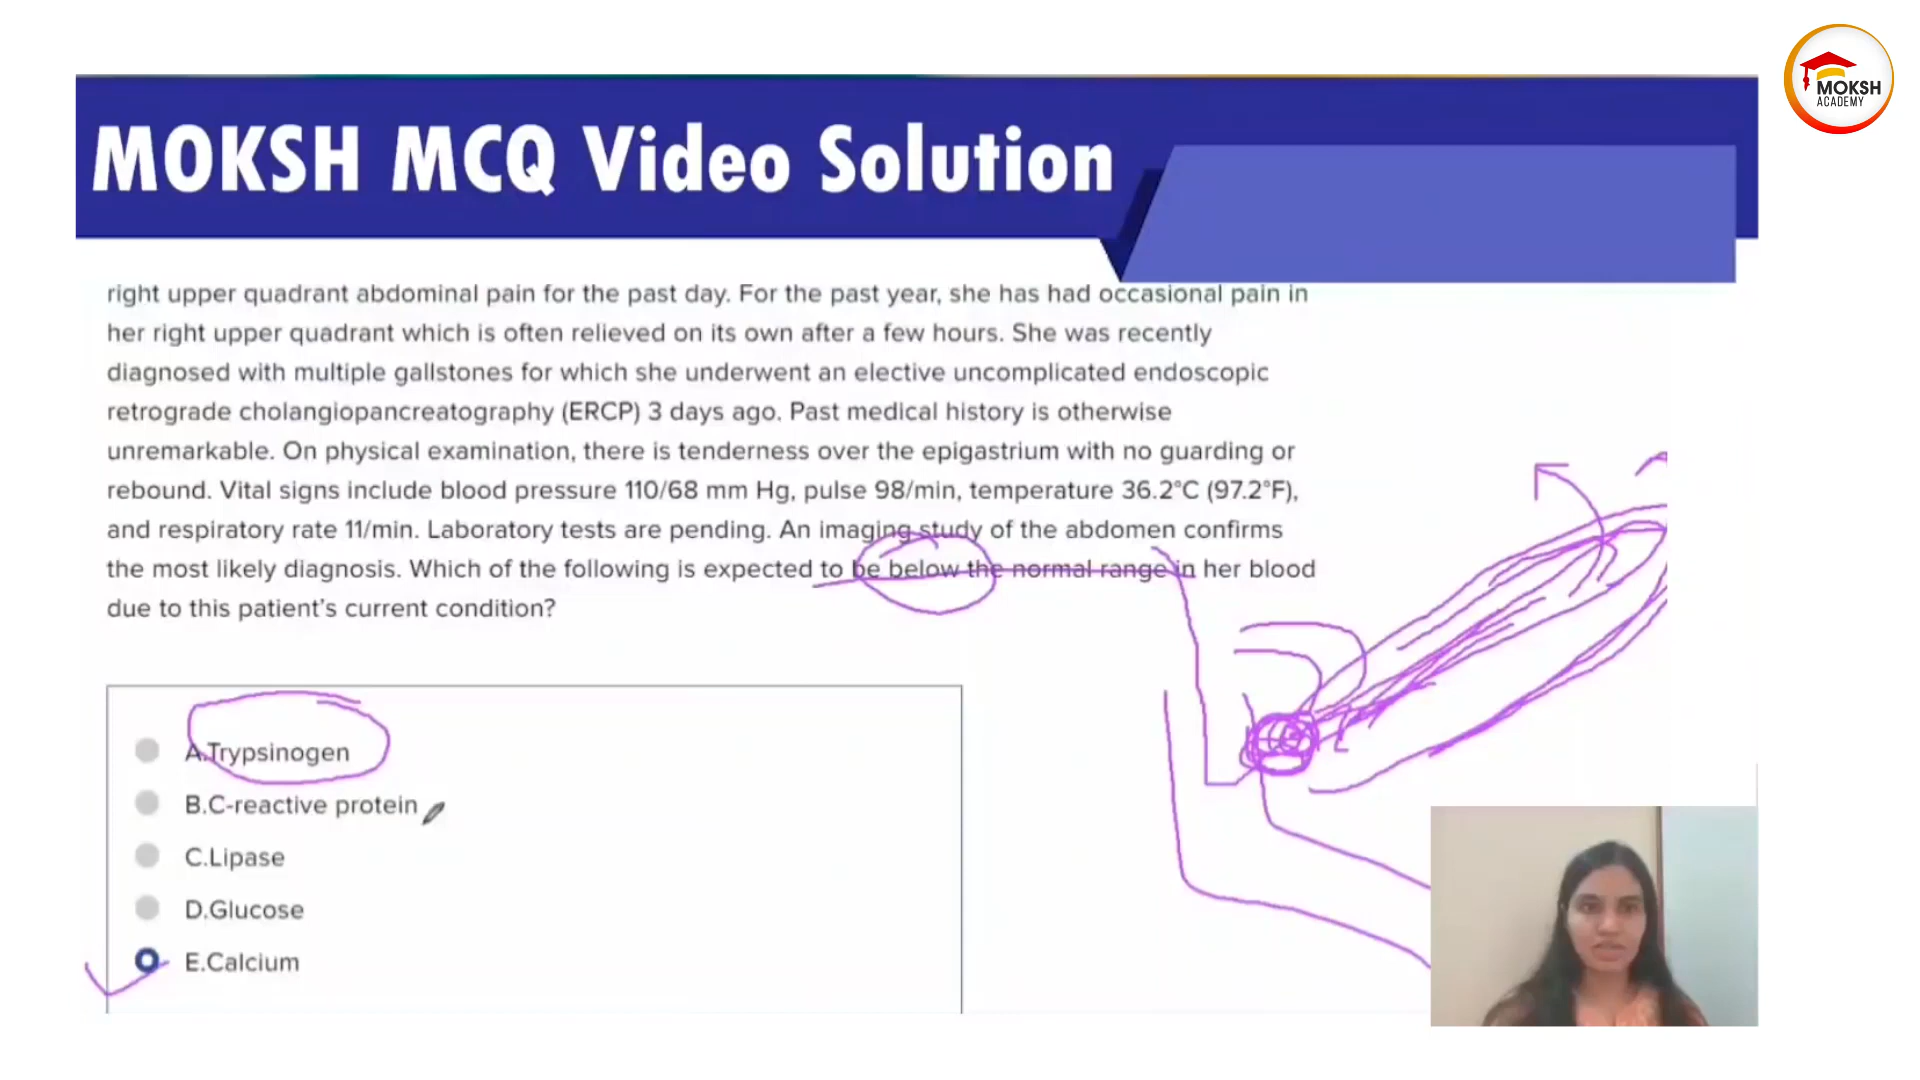 MOKSH
ACADEMY
MOKSH MCQ Video Solution
right upper quadrant abdominal pain for the past day. For the past year, she has had occasional pain in
her right upper quadrant which is often relieved on its own after a few hours. She was recently
diagnosed with multiple gallstones for which she underwent an elective uncomplicated endoscopic
retrograde cholangiopancreatography (ERCP) 3 days ago. Past medical history is otherwise
unremarkable. On physical examination, there is tenderness over the epigastrium with no guarding or
rebound. Vital signs include blood pressure 110/68 mm Hg, pulse 98/min, temperature 36.2°C (97.2°F),
and respiratory rate 11/min. Laboratory tests are pending. An imaging study of the abdomen confirms
the most likely diagnosis. Which of the following is expected to be below the normal range in her blood
due to this patient's current condition?
A.Trypsinogen
B.C-reactive protein
C.Lipase
D.Glucose
E.Calcium